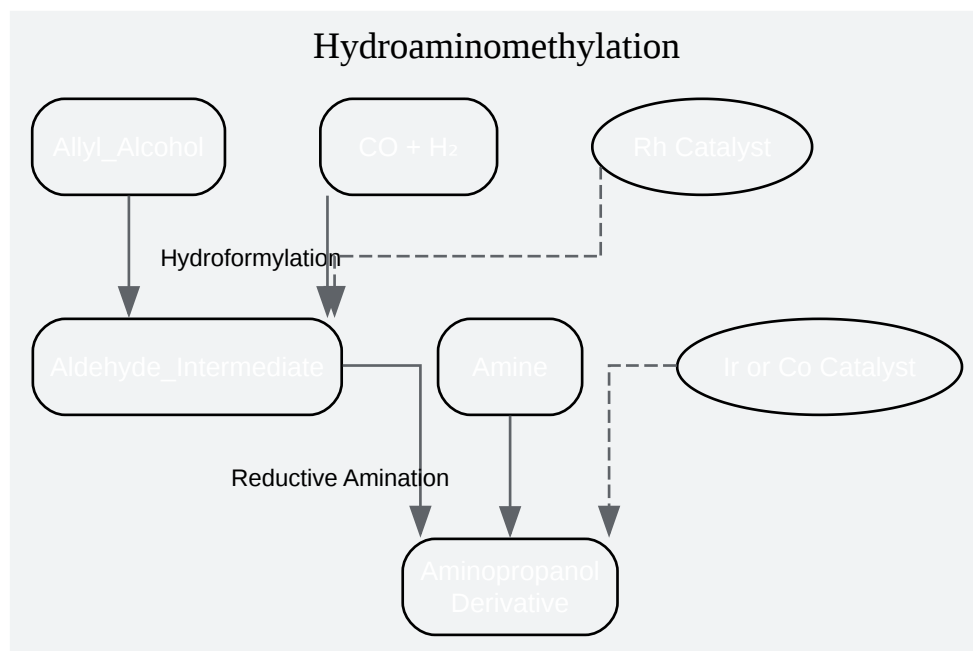 Hydroaminomethylation
Allyl_Alcohol
CO + H₂
Rh Catalyst
Hydroformylation
Aldehyde_Intermediate
Amine
Ir or Co Catalyst
Reductive Amination
Aminopropanol
Derivative